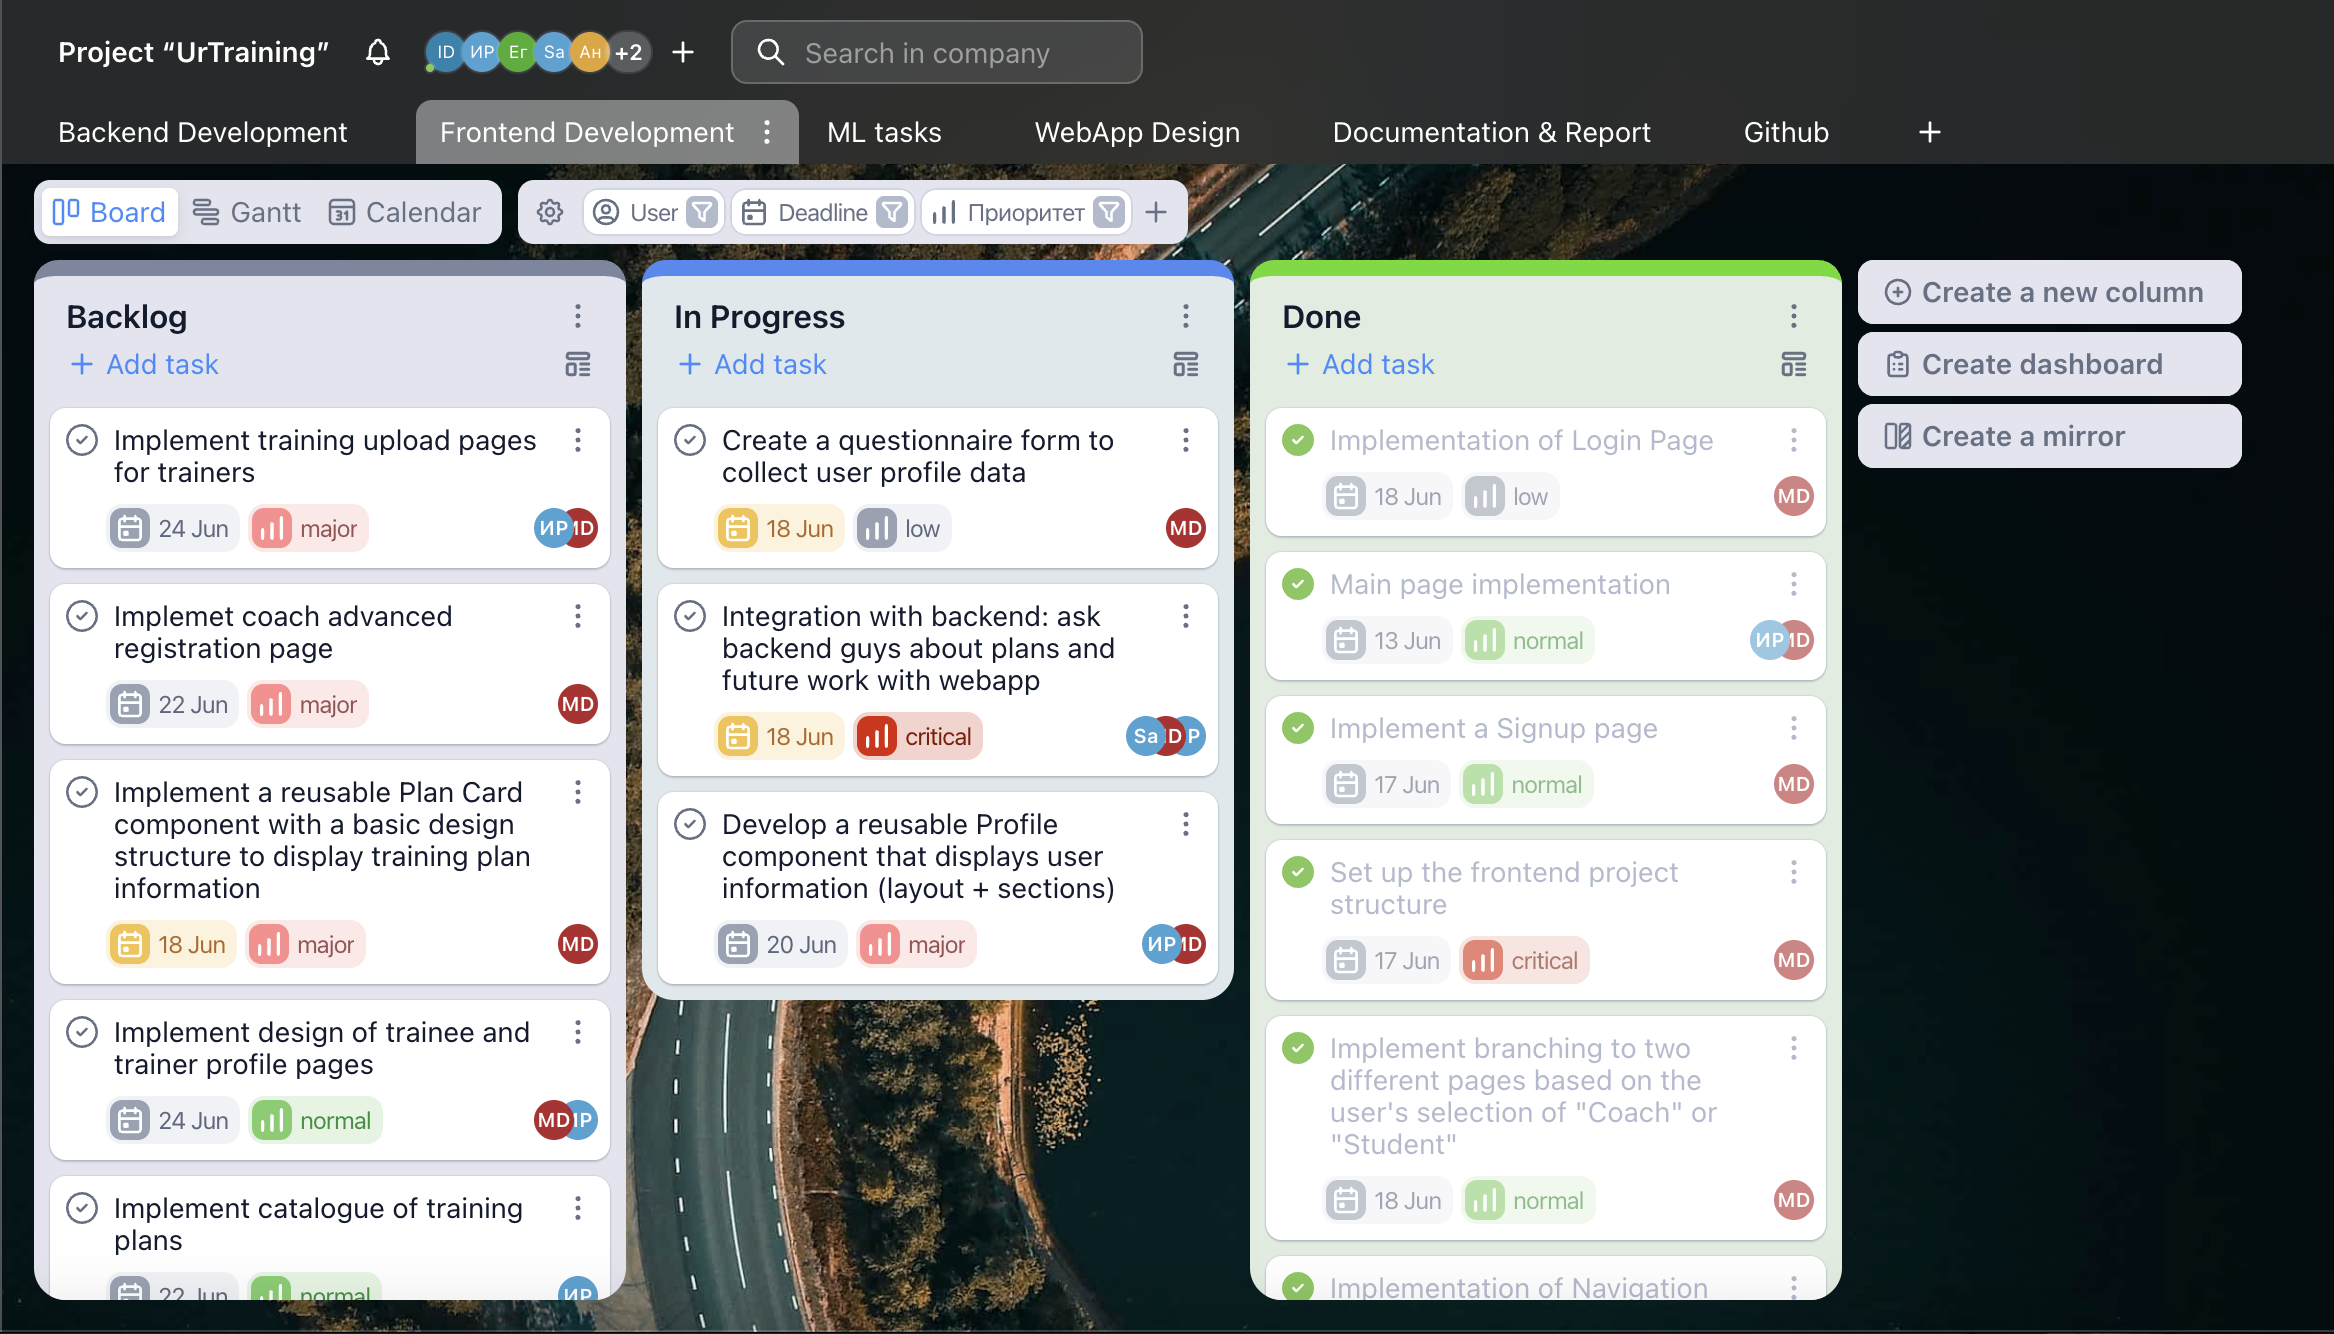 Project “UrTraining”
ID ИР Ег Sa Ан +2
Search in company
Backend Development
Frontend Development
ML tasks
WebApp Design
Documentation & Report
Github
Board
Gantt
31 Calendar
User
Deadline
Приоритет
Backlog
Add task
Implement training upload pages
for trainers
24 Jun
major
ИР
Implemet coach advanced
registration page
22 Jun
major
MD
Implement a reusable Plan Card
component with a basic design
structure to display training plan
information
18 Jun
major
MD
Implement design of trainee and
trainer profile pages
24 Jun
normal
MD
Implement catalogue of training
plans
22 Jun
normal
ИР
In Progress
Add task
Create a questionnaire form to
collect user profile data
18 Jun
low
MD
Integration with backend: ask
backend guys about plans and
future work with webapp
18 Jun
critical
Sa
Develop a reusable Profile
component that displays user
information (layout + sections)
20 Jun
major
ИР
Done
Add task
Implementation of Login Page
18 Jun
low
MD
Main page implementation
13 Jun
normal
ИР
Implement a Signup page
17 Jun
normal
MD
Set up the frontend project
structure
17 Jun
critical
MD
Implement branching to two
different pages based on the
user's selection of "Coach" or
"Student"
18 Jun
normal
MD
Implementation of Navigation
Create a new column
Create dashboard
Create a mirror